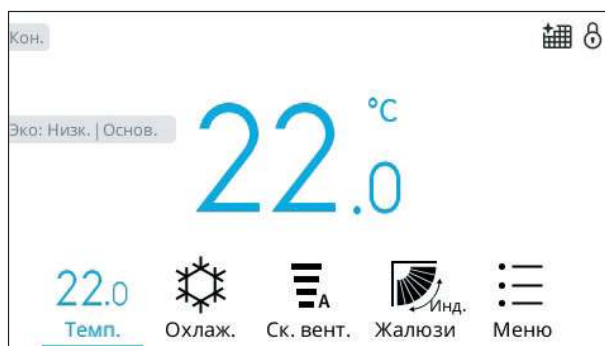 Кон.
°C
Эко: Низк. | Основ.
22.0
22.0
A
Инд.
Темп.
Охлаж.
Ск. вент.
Жалюзи
Меню